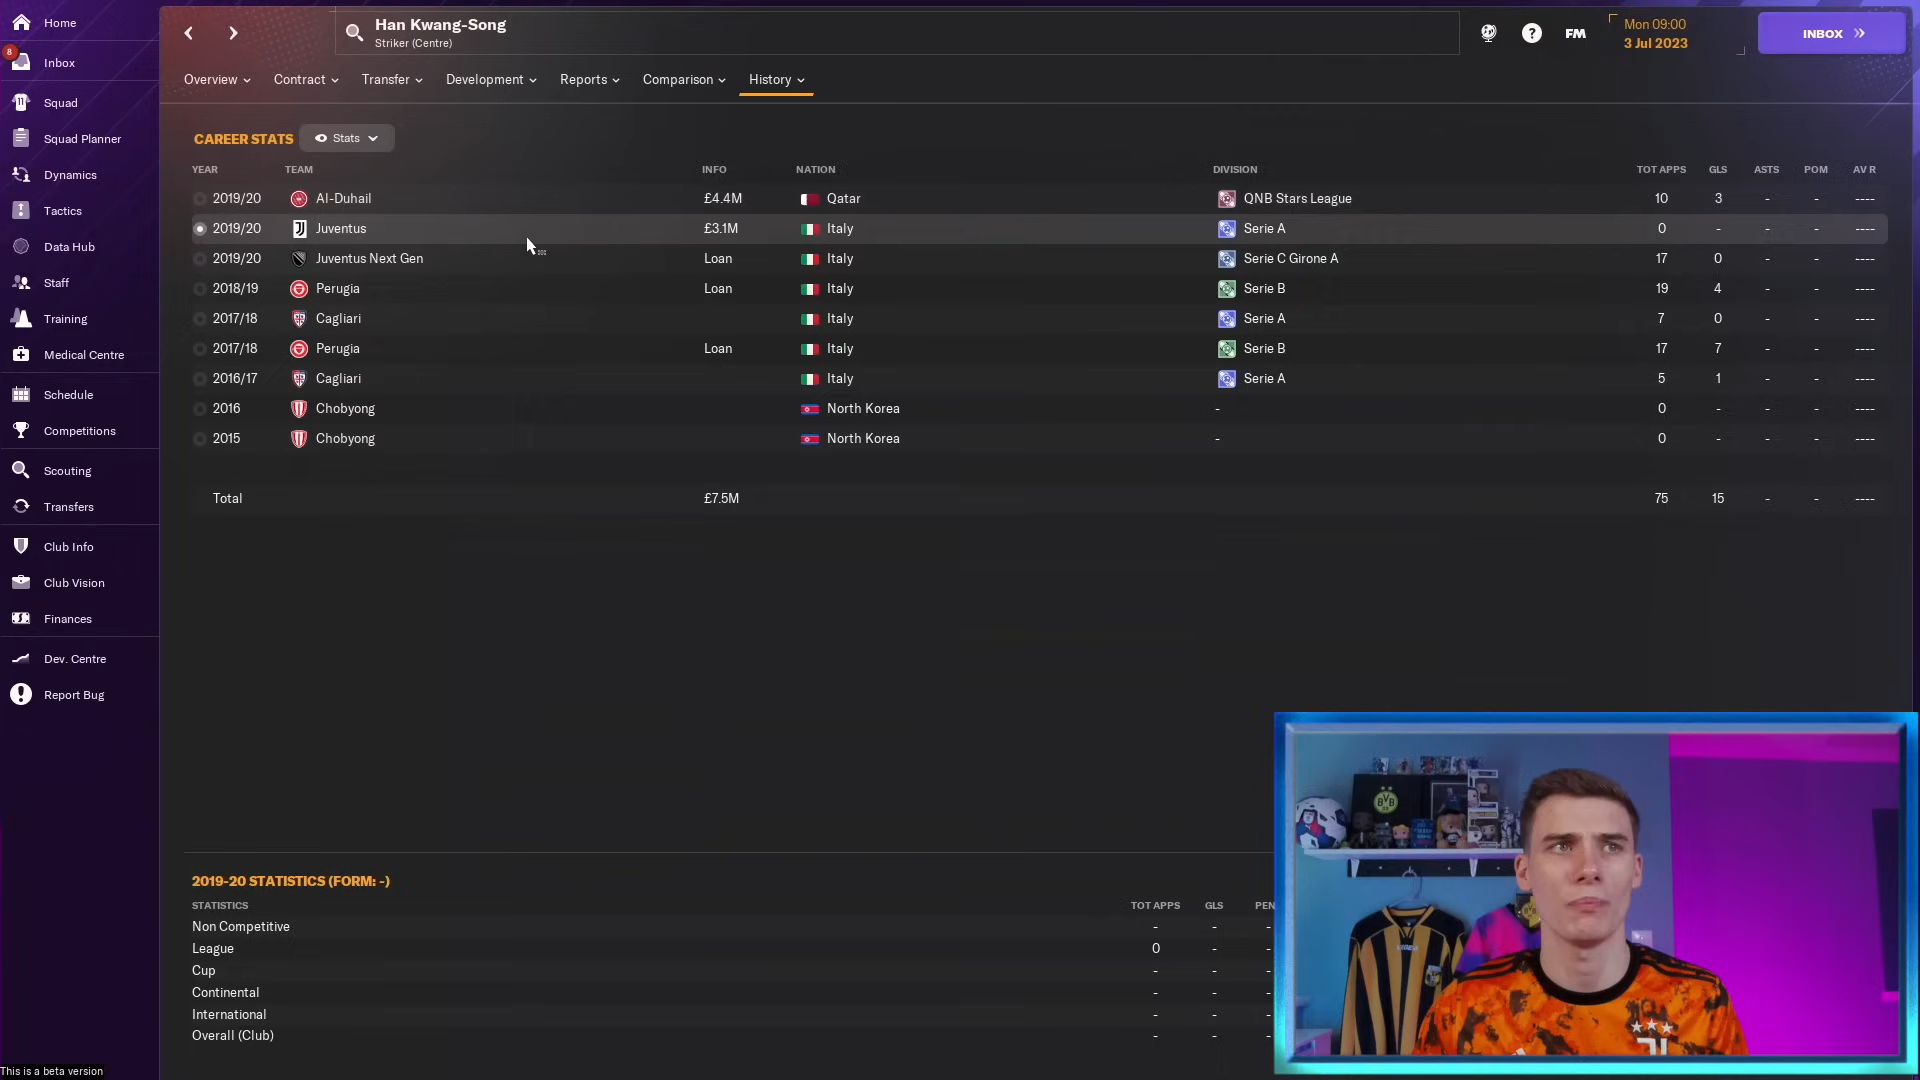 Home
8
Inbox
Squad
Squad Planner
Dynamics
Tactics
Data Hub
Staff
Training
Medical Centre
Schedule
Competitions
Scouting
Transfers
Club Info
Club Vision
Finances
Dev. Centre
Report Bug
This is a beta version
Han Kwang-Song
Striker (Centre)
? FM
Mon 09:00
3 Jul 2023
INBOX
Overview Contract Transfer Development Reports Comparison History
CAREER STATS Stats
YEAR TEAM INFO NATION DIVISION TOT APPS GLS ASTS POM AV R
2019/20 Al-Duhail £4.4M Qatar QNB Stars League 10 3 - - ----
2019/20 Juventus £3.1M Italy Serie A 0 - - - ----
2019/20 Juventus Next Gen Loan Italy Serie C Girone A 17 0 - - ----
2018/19 Perugia Loan Italy Serie B 19 4 - - ----
2017/18 Cagliari Italy Serie A 7 0 - - ----
2017/18 Perugia Loan Italy Serie B 17 7 - - ----
2016/17 Cagliari Italy Serie A 5 1 - - ----
2016 Chobyong North Korea - 0 - - - ----
2015 Chobyong North Korea - 0 - - - ----
Total £7.5M 75 15 - - ----
2019-20 STATISTICS (FORM: -)
STATISTICS TOT APPS GLS PEN
Non Competitive - - -
League 0 - -
Cup - - -
Continental - - -
International - - -
Overall (Club) - - -
BVB
09